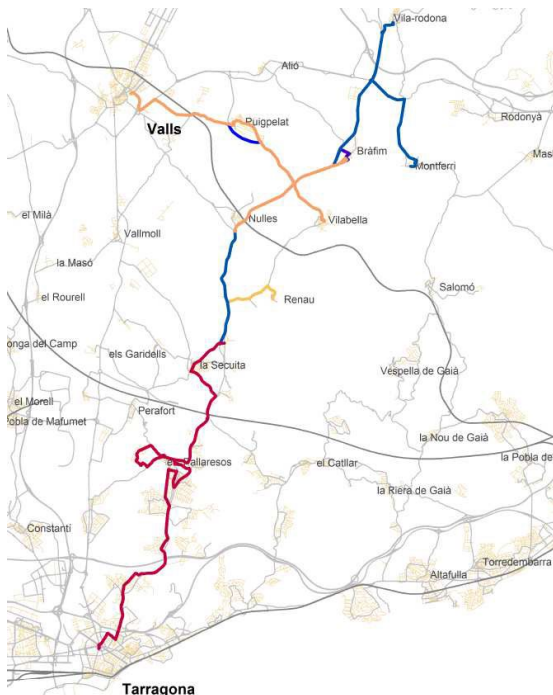 Vila-rodona
Alió
Rodonyà
Puigpelat
Valls
Bràfim
Montferri
Mas
el Milà
Nulles
Vilabella
Vallmoll
la Masó
el Rourell
Renau
Salomó
onga del Camp
els Garidells
la Secuita
Vespella de Gaià
el Morell
Perafort
Pobla de Mafumet
la Nou de Gaià
la Pobla de
els Pallaresos
el Catllar
la Riera de Gaià
Constantí
Torredembarra
Altafulla
Tarragona